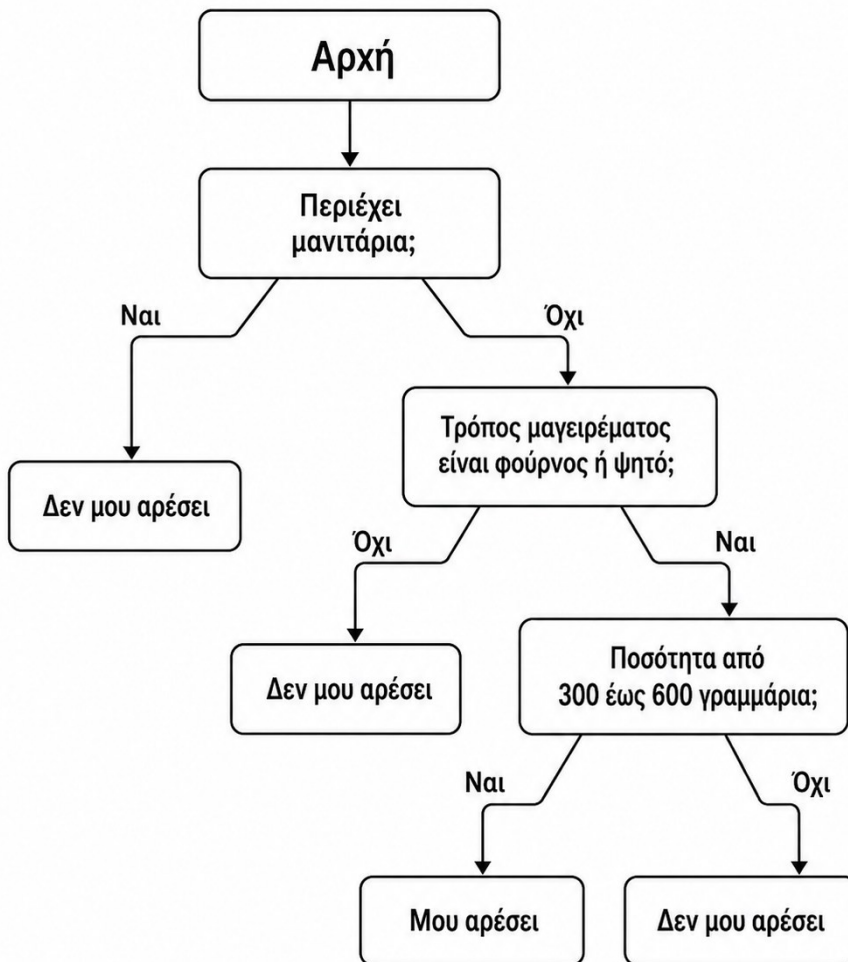 Αρχή
Περιέχει
μανιτάρια;
Ναι
Όχι
Τρόπος μαγειρέματος
είναι φούρνος ή ψητό;
Δεν μου αρέσει
Όχι
Ναι
Δεν μου αρέσει
Ποσότητα από
300 έως 600 γραμμάρια;
Ναι
Όχι
Μου αρέσει
Δεν μου αρέσει